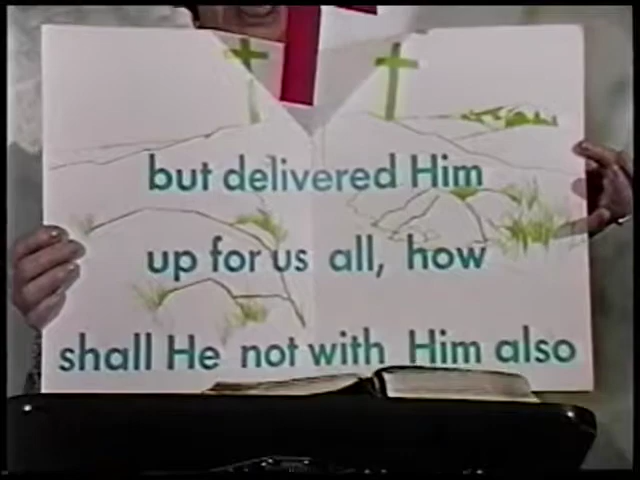 but delivered Him
up for us all, how
shall He not with Him also